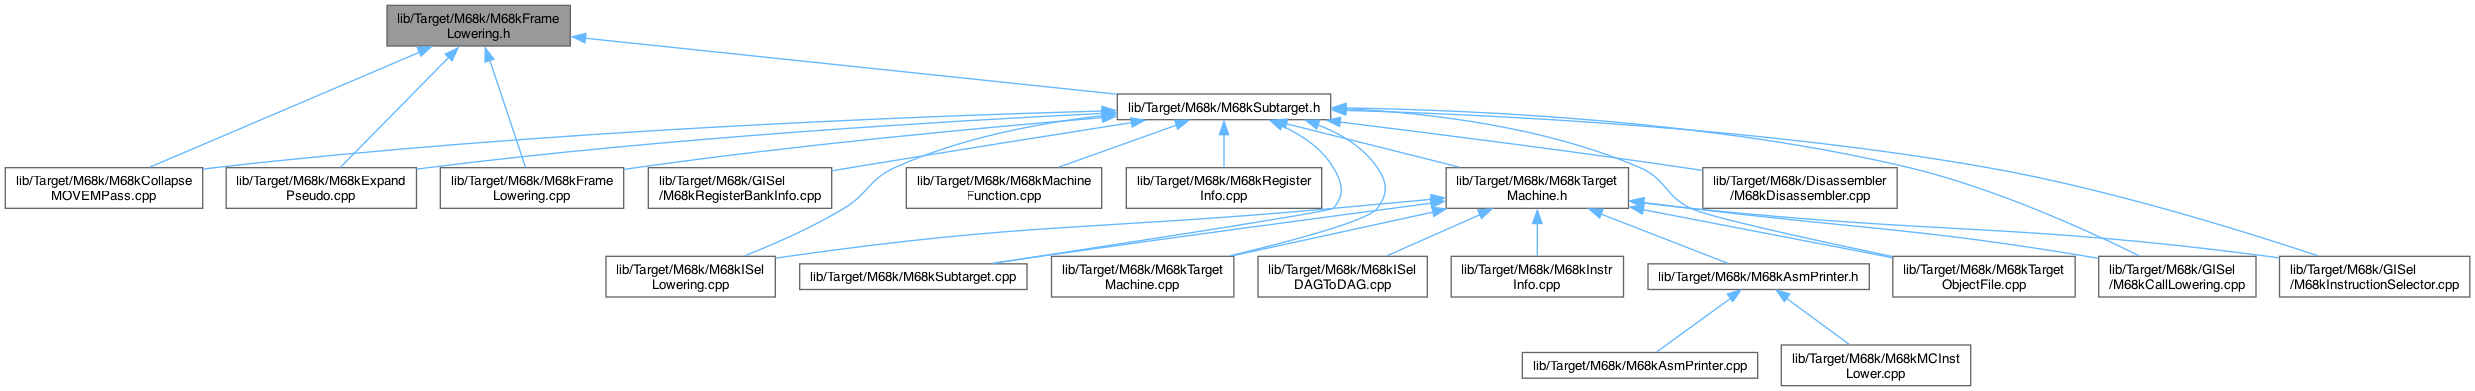 lib/Target/M68k/M68kFrame
Lowering.h
lib/Target/M68k/M68kSubtarget.h
lib/Target/M68k/M68kCollapse
MOVEMPass.cpp
lib/Target/M68k/M68kExpand
Pseudo.cpp
lib/Target/M68k/M68kFrame
Lowering.cpp
lib/Target/M68k/GISel
/M68kRegisterBankInfo.cpp
lib/Target/M68k/M68kMachine
Function.cpp
lib/Target/M68k/M68kRegister
Info.cpp
lib/Target/M68k/M68kTarget
Machine.h
lib/Target/M68k/Disassembler
/M68kDisassembler.cpp
lib/Target/M68k/M68kISel
Lowering.cpp
lib/Target/M68k/M68kSubtarget.cpp
lib/Target/M68k/M68kTarget
Machine.cpp
lib/Target/M68k/M68kISel
DAGToDAG.cpp
lib/Target/M68k/M68kInstr
Info.cpp
lib/Target/M68k/M68kAsmPrinter.h
lib/Target/M68k/M68kTarget
ObjectFile.cpp
lib/Target/M68k/GISel
/M68kCallLowering.cpp
lib/Target/M68k/GISel
/M68kInstructionSelector.cpp
lib/Target/M68k/M68kAsmPrinter.cpp
lib/Target/M68k/M68kMCInst
Lower.cpp